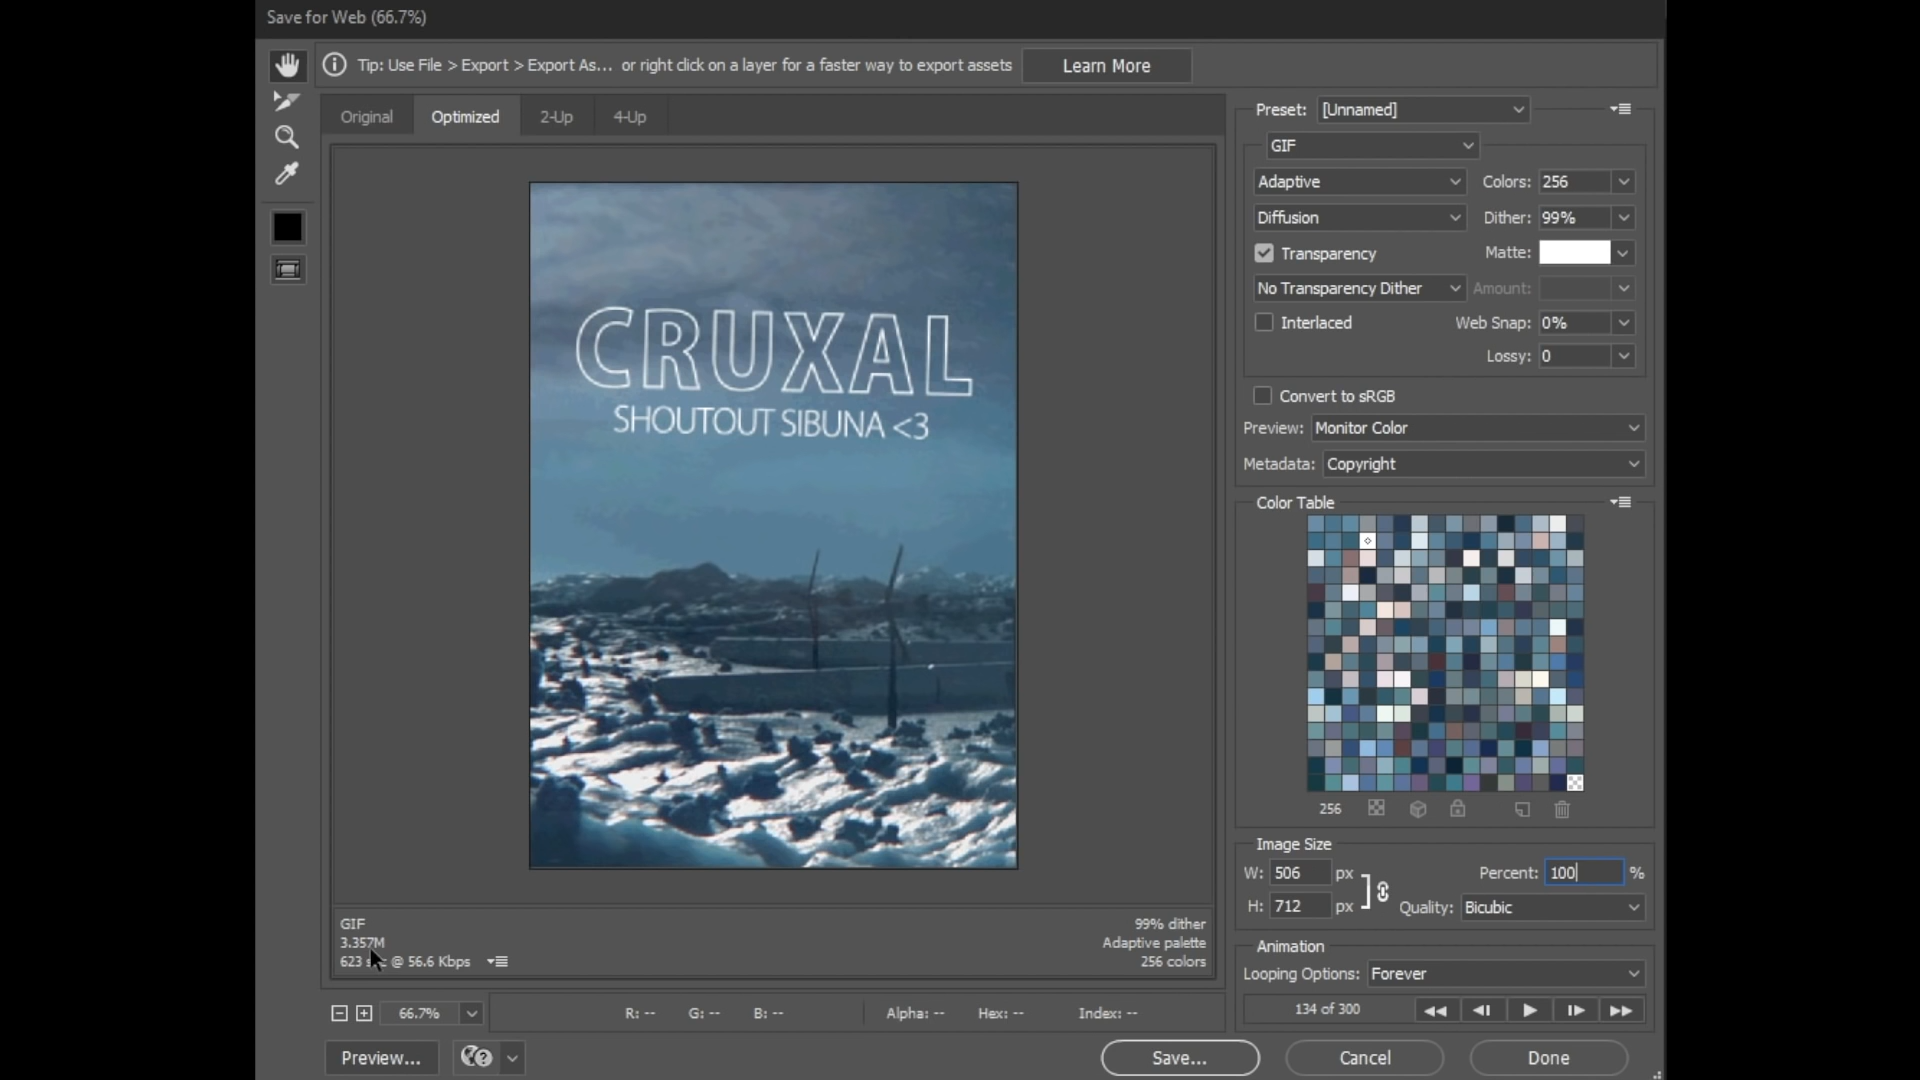 Save for Web (66.7%)
Tip: Use File > Export > Export As... or right click on a layer for a faster way to export assets
Learn More
Original
Optimized
2-Up
4-Up
CRUXAL
SHOUTOUT SIBUNA <3
GIF
3.357M
623 @ 56.6 Kbps
99% dither
Adaptive palette
256 colors
66.7%
R: --
G: --
B: --
Alpha: --
Hex: --
Index: --
Preview...
Preset: [Unnamed]
GIF
Adaptive
Colors: 256
Diffusion
Dither: 99%
Transparency
Matte:
No Transparency Dither
Amount:
Interlaced
Web Snap: 0%
Lossy: 0
Convert to sRGB
Preview: Monitor Color
Metadata: Copyright
Color Table
256
Image Size
W: 506 px
Percent: 100 %
H: 712 px
Quality: Bicubic
Animation
Looping Options: Forever
134 of 300
Save...
Cancel
Done